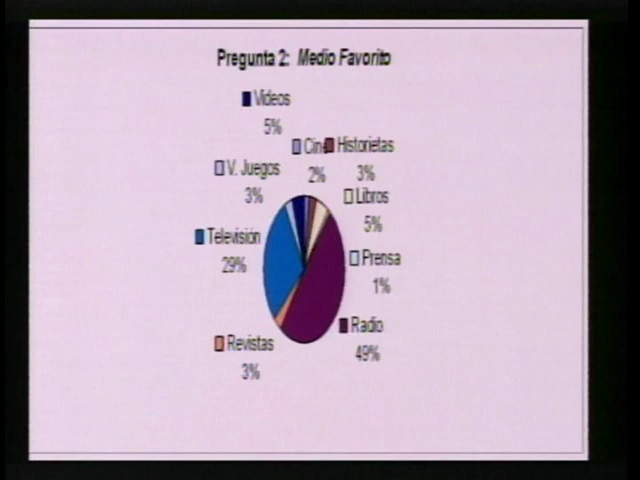 Pregunta 2: Medio Favorito
Videos
5%
Cine
2%
Historietas
3%
V. Juegos
3%
Libros
5%
Televisión
29%
Prensa
1%
Radio
49%
Revistas
3%